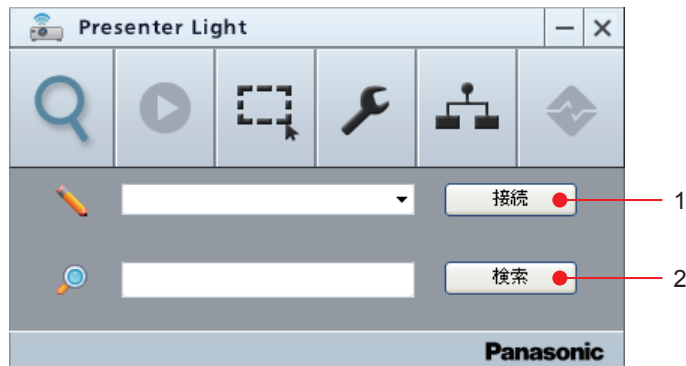 Presenter Light
接続
1
検索
2
Panasonic